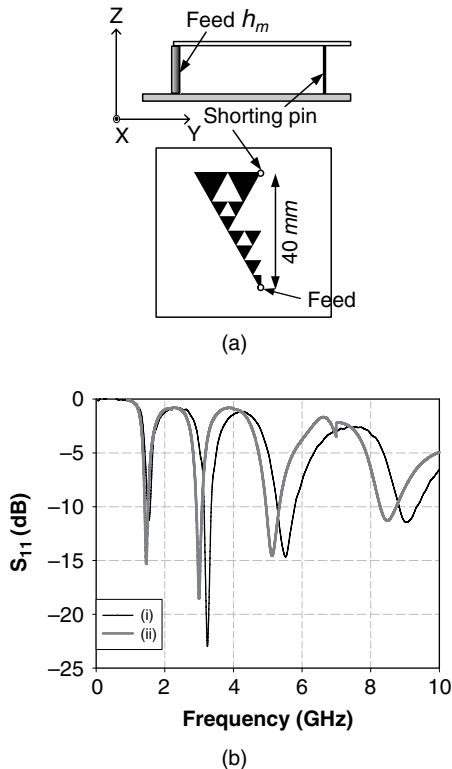 Z
Feed hₘ
Shorting pin
X
Y
40 mm
Feed
(a)
0
−5
−10
−15
−20
−25
S₁₁ (dB)
(i)
(ii)
0 2 4 6 8 10
Frequency (GHz)
(b)